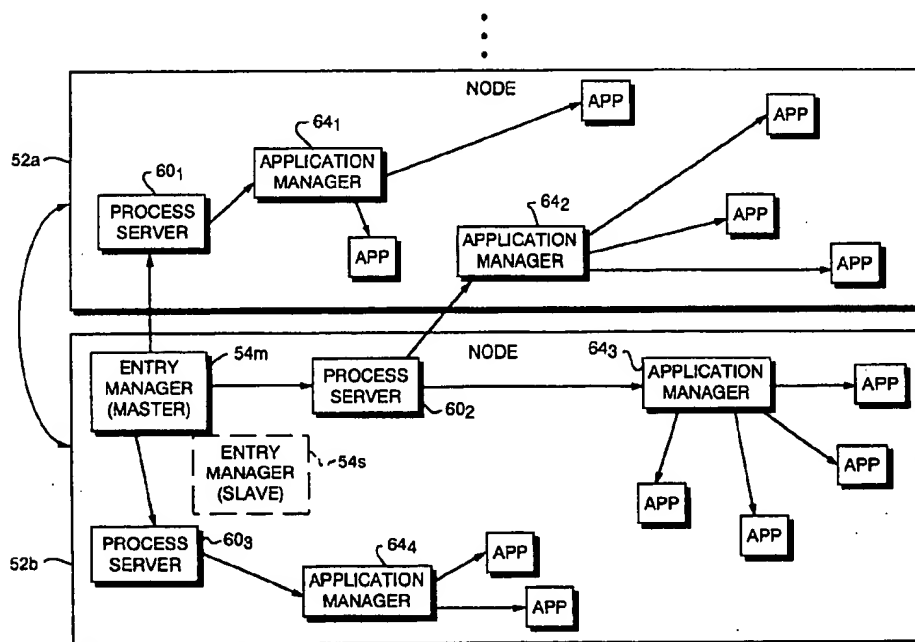 NODE
52a
60₁
PROCESS
SERVER
64₁
APPLICATION
MANAGER
APP
APP
64₂
APPLICATION
MANAGER
APP
APP
APP
NODE
ENTRY
MANAGER
(MASTER)
54m
ENTRY
MANAGER
(SLAVE)
54s
PROCESS
SERVER
60₂
64₃
APPLICATION
MANAGER
APP
APP
APP
APP
52b
PROCESS
SERVER
60₃
64₄
APPLICATION
MANAGER
APP
APP